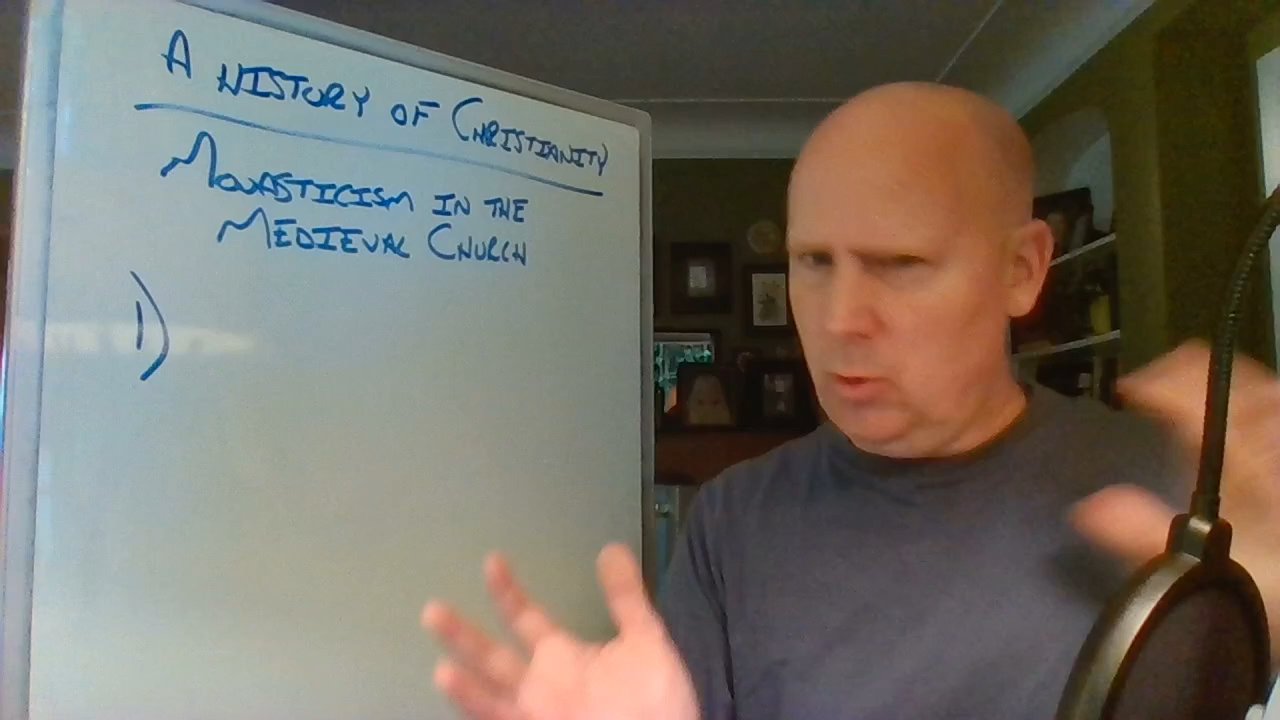 A HISTORY OF CHRISTIANITY
MONASTICISM IN THE
MEDIEVAL CHURCH
1)